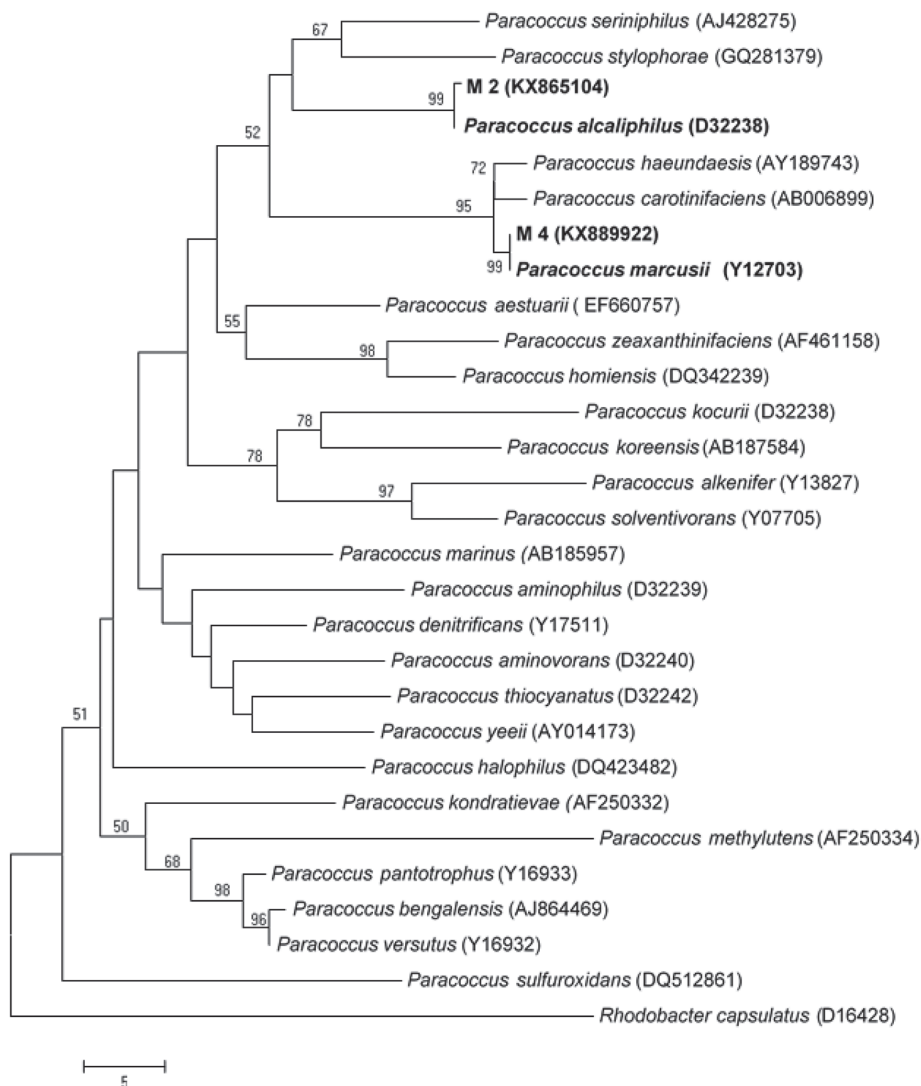 Paracoccus seriniphilus (AJ428275)
67
Paracoccus stylophorae (GQ281379)
M 2 (KX865104)
99
Paracoccus alcaliphilus (D32238)
52
Paracoccus haeundaesis (AY189743)
72
Paracoccus carotinifaciens (AB006899)
95
M 4 (KX889922)
99
Paracoccus marcusii (Y12703)
Paracoccus aestuarii ( EF660757)
55
Paracoccus zeaxanthinifaciens (AF461158)
98
Paracoccus homiensis (DQ342239)
Paracoccus kocurii (D32238)
78
Paracoccus koreensis (AB187584)
78
Paracoccus alkenifer (Y13827)
97
Paracoccus solventivorans (Y07705)
Paracoccus marinus (AB185957)
Paracoccus aminophilus (D32239)
Paracoccus denitrificans (Y17511)
Paracoccus aminovorans (D32240)
Paracoccus thiocyanatus (D32242)
51
Paracoccus yeeii (AY014173)
Paracoccus halophilus (DQ423482)
Paracoccus kondratievae (AF250332)
50
Paracoccus methylutens (AF250334)
68
Paracoccus pantotrophus (Y16933)
98
Paracoccus bengalensis (AJ864469)
96
Paracoccus versutus (Y16932)
Paracoccus sulfuroxidans (DQ512861)
Rhodobacter capsulatus (D16428)
5